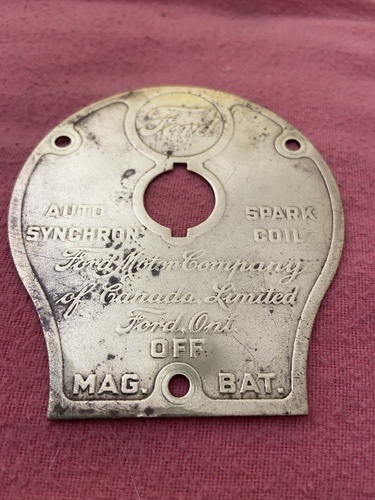 Ford
AUTO SPARK
SYNCHRON COIL
Ford Motor Company
of Canada, Limited
Ford, Ont.
OFF
MAG. BAT.